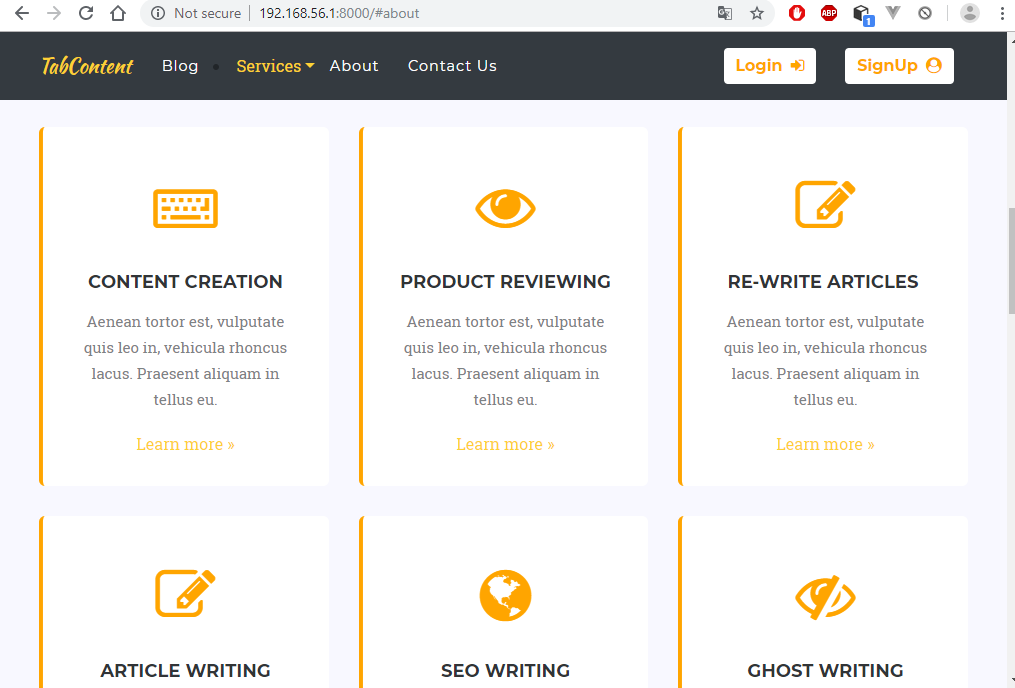 Not secure
192.168.56.1:8000/#about
ABP
1
TabContent
Blog
Services
About
Contact Us
Login
SignUp
CONTENT CREATION
Aenean tortor est, vulputate
quis leo in, vehicula rhoncus
lacus. Praesent aliquam in
tellus eu.
Learn more »
PRODUCT REVIEWING
Aenean tortor est, vulputate
quis leo in, vehicula rhoncus
lacus. Praesent aliquam in
tellus eu.
Learn more »
RE-WRITE ARTICLES
Aenean tortor est, vulputate
quis leo in, vehicula rhoncus
lacus. Praesent aliquam in
tellus eu.
Learn more »
ARTICLE WRITING
SEO WRITING
GHOST WRITING